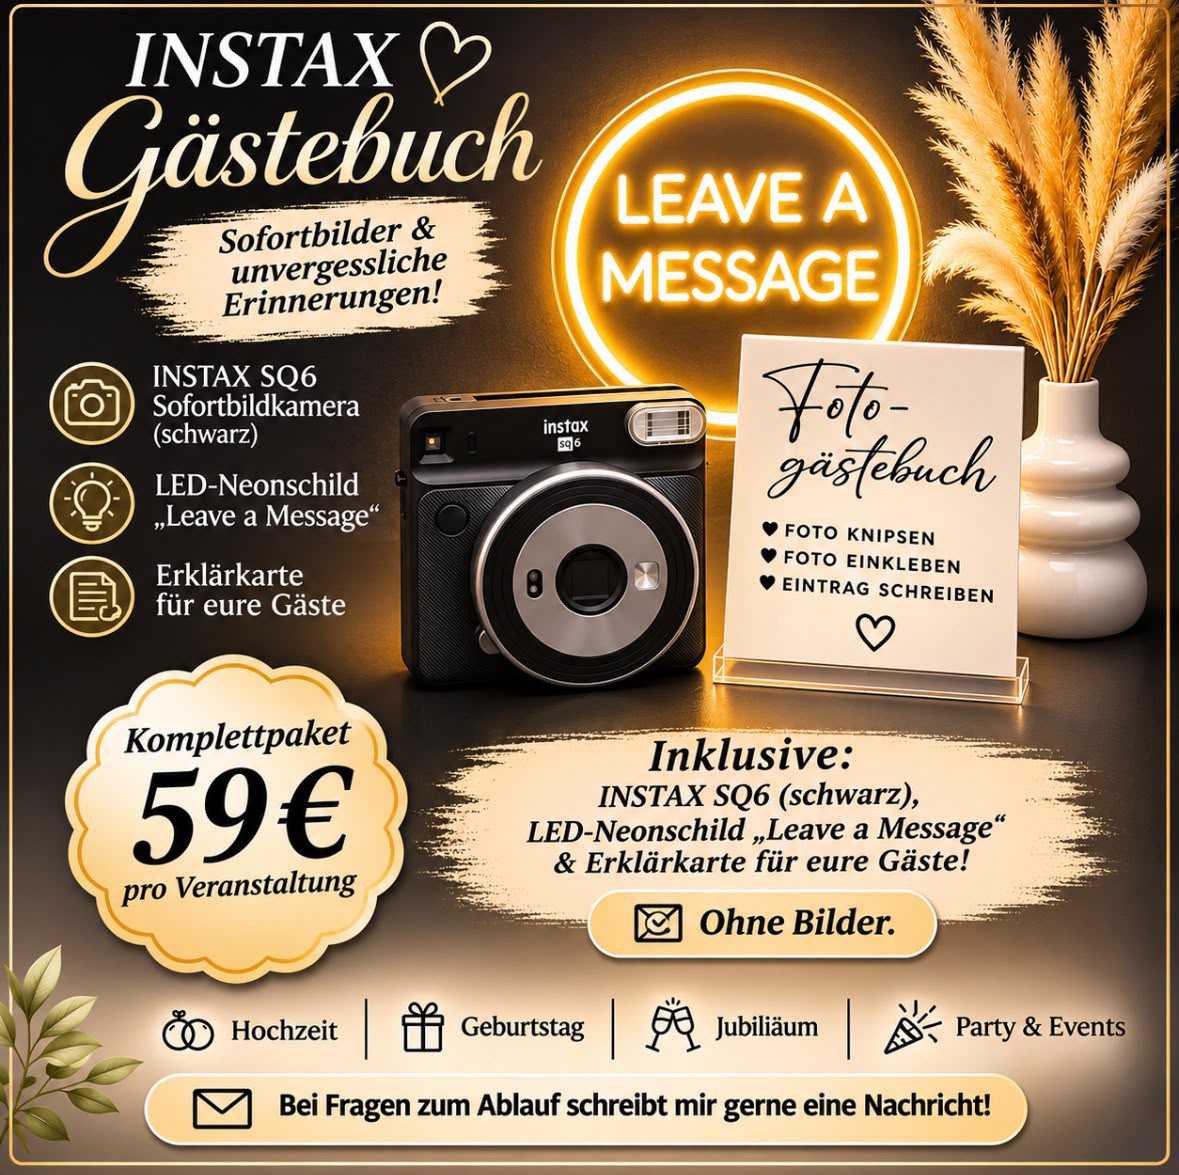 INSTAX
Gästebuch
Sofortbilder &
unvergessliche
Erinnerungen!
INSTAX SQ6
Sofortbildkamera
(schwarz)
LED-Neonschild
„Leave a Message“
Erklärkarte
für eure Gäste
LEAVE A
MESSAGE
instax
SQ6
Foto-
gästebuch
FOTO KNIPSEN
FOTO EINKLEBEN
EINTRAG SCHREIBEN
Komplettpaket
59€
pro Veranstaltung
Inklusive:
INSTAX SQ6 (schwarz),
LED-Neonschild „Leave a Message“
& Erklärkarte für eure Gäste!
Ohne Bilder.
Hochzeit
Geburtstag
Jubiliäum
Party & Events
Bei Fragen zum Ablauf schreibt mir gerne eine Nachricht!